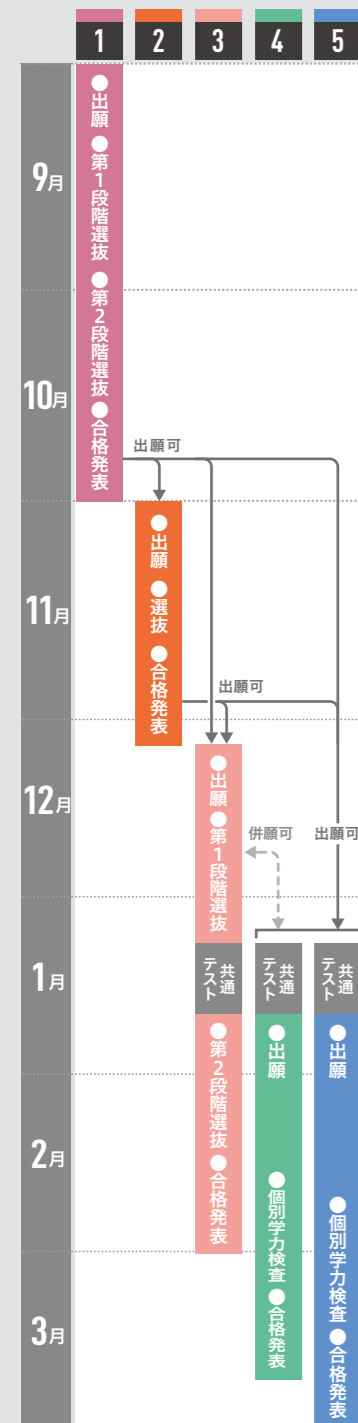 1 2 3 4 5
9月
10月
11月
12月
1月
2月
3月
●出願 ●第1段階選抜 ●第2段階選抜 ●合格発表
出願可
●出願 ●選抜 ●合格発表
出願可
●出願 ●第1段階選抜
共通
テスト
●第2段階選抜 ●合格発表
併願可
出願可
共通
テスト
●出願 ●個別学力検査 ●合格発表
共通
テスト
●出願 ●個別学力検査 ●合格発表